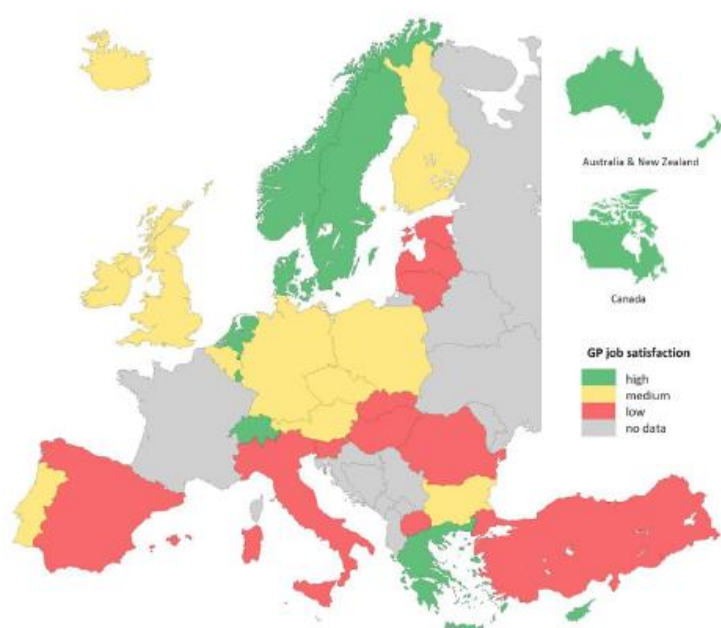 Australia & New Zealand
Canada
GP job satisfaction
high
medium
low
no data